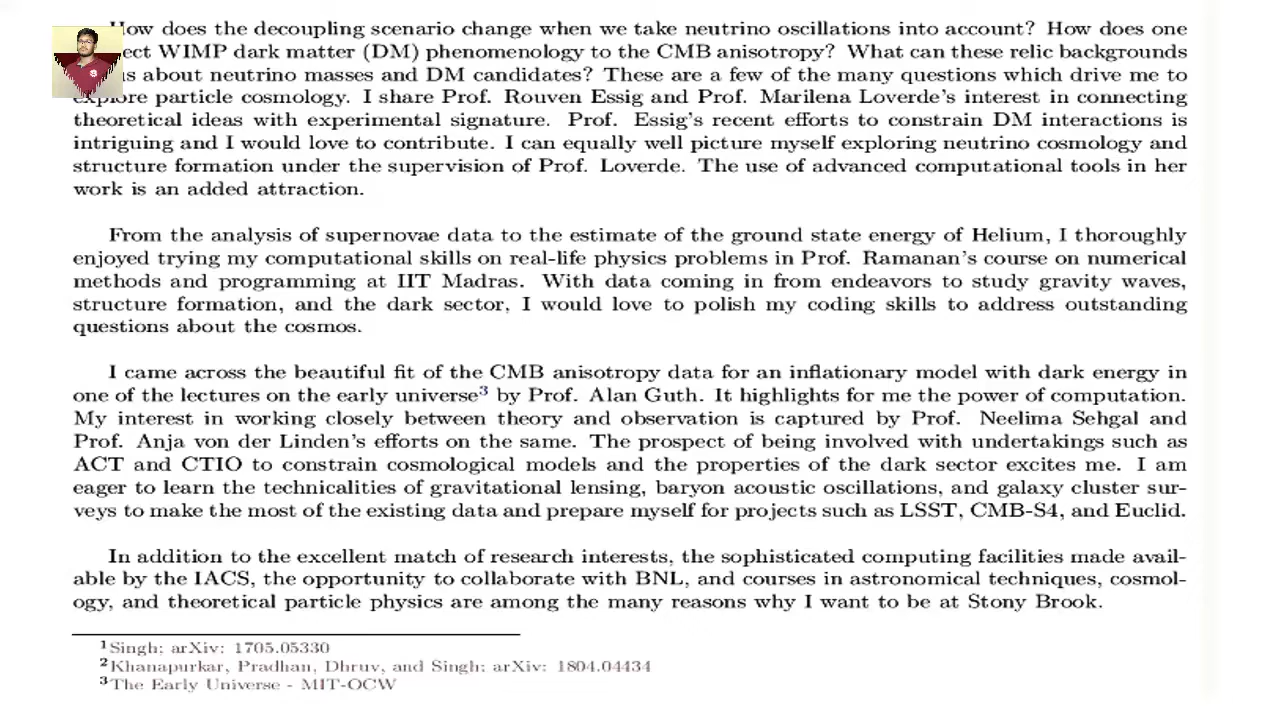 How does the decoupling scenario change when we take neutrino oscillations into account? How does one
ect WIMP dark matter (DM) phenomenology to the CMB anisotropy? What can these relic backgrounds
us about neutrino masses and DM candidates? These are a few of the many questions which drive me to
explore particle cosmology. I share Prof. Rouven Essig and Prof. Marilena Loverde's interest in connecting
theoretical ideas with experimental signature. Prof. Essig's recent efforts to constrain DM interactions is
intriguing and I would love to contribute. I can equally well picture myself exploring neutrino cosmology and
structure formation under the supervision of Prof. Loverde. The use of advanced computational tools in her
work is an added attraction.
From the analysis of supernovae data to the estimate of the ground state energy of Helium, I thoroughly
enjoyed trying my computational skills on real-life physics problems in Prof. Ramanan's course on numerical
methods and programming at IIT Madras. With data coming in from endeavors to study gravity waves,
structure formation, and the dark sector, I would love to polish my coding skills to address outstanding
questions about the cosmos.
I came across the beautiful fit of the CMB anisotropy data for an inflationary model with dark energy in
one of the lectures on the early universe³ by Prof. Alan Guth. It highlights for me the power of computation.
My interest in working closely between theory and observation is captured by Prof. Neelima Sehgal and
Prof. Anja von der Linden's efforts on the same. The prospect of being involved with undertakings such as
ACT and CTIO to constrain cosmological models and the properties of the dark sector excites me. I am
eager to learn the technicalities of gravitational lensing, baryon acoustic oscillations, and galaxy cluster sur-
veys to make the most of the existing data and prepare myself for projects such as LSST, CMB-S4, and Euclid.
In addition to the excellent match of research interests, the sophisticated computing facilities made avail-
able by the IACS, the opportunity to collaborate with BNL, and courses in astronomical techniques, cosmol-
ogy, and theoretical particle physics are among the many reasons why I want to be at Stony Brook.
¹Singh; arXiv: 1705.05330
²Khanapurkar, Pradhan, Dhruv, and Singh; arXiv: 1804.04434
³The Early Universe - MIT-OCW